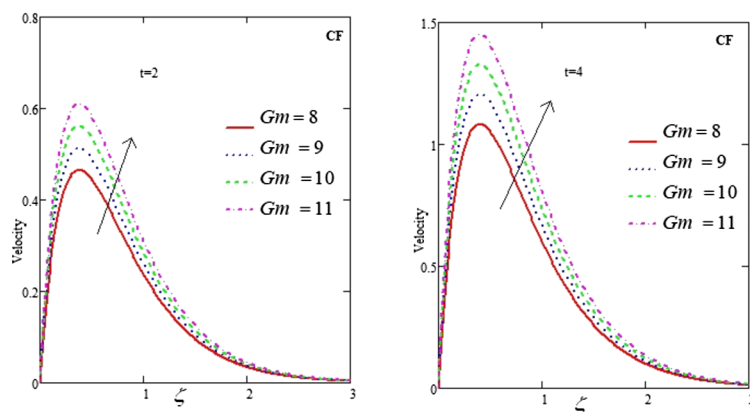 0.8
CF
t=2
0.6
Gm = 8
Gm = 9
0.4
Gm = 10
Gm = 11
Velocity
0.2
0
1
ζ
2
3
1.5
CF
t=4
1
Gm = 8
Gm = 9
Gm = 10
Gm = 11
Velocity
0.5
0
1
ζ
2